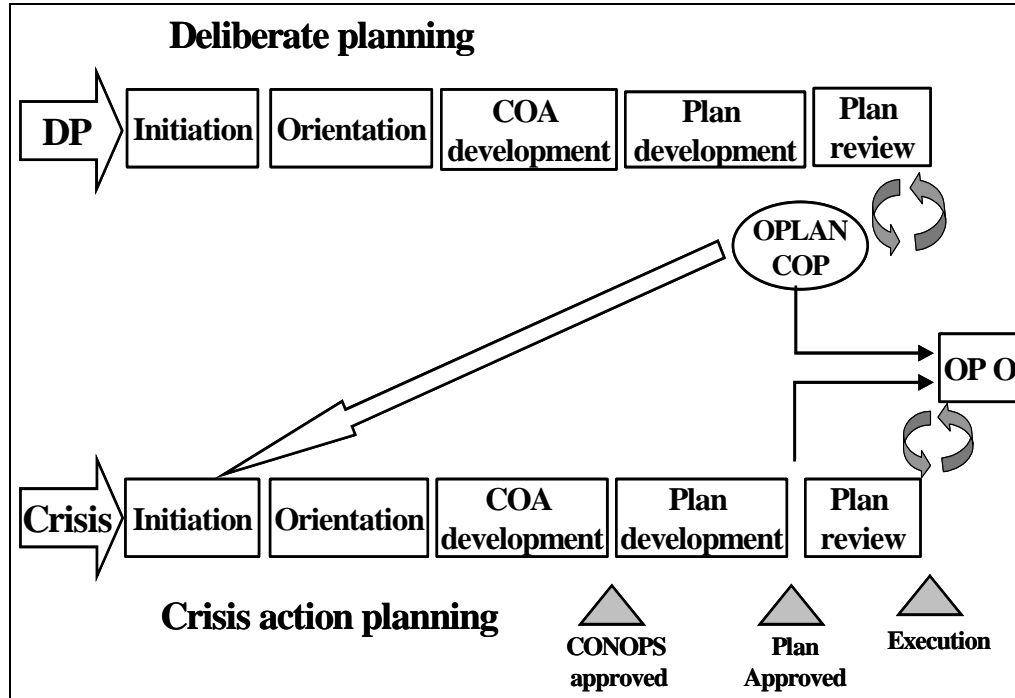 Deliberate planning
DP
Initiation
Orientation
COA
development
Plan
development
Plan
review
OPLAN
COP
OP O
Crisis
Initiation
Orientation
COA
development
Plan
development
Plan
review
Crisis action planning
CONOPS
approved
Plan
Approved
Execution